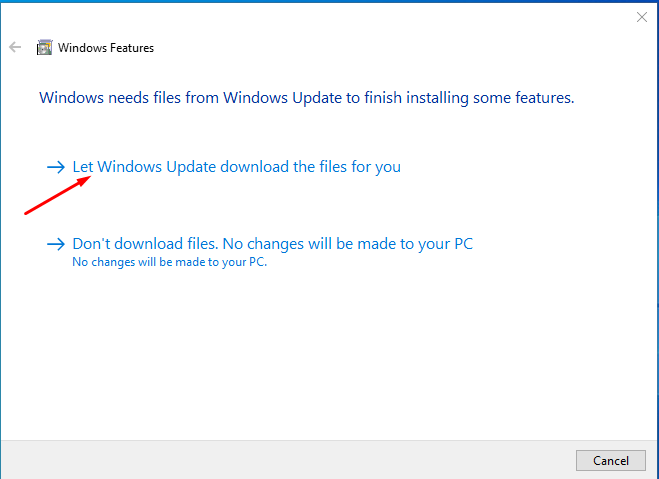 Windows Features
Windows needs files from Windows Update to finish installing some features.
Let Windows Update download the files for you
Don't download files. No changes will be made to your PC
No changes will be made to your PC.
Cancel